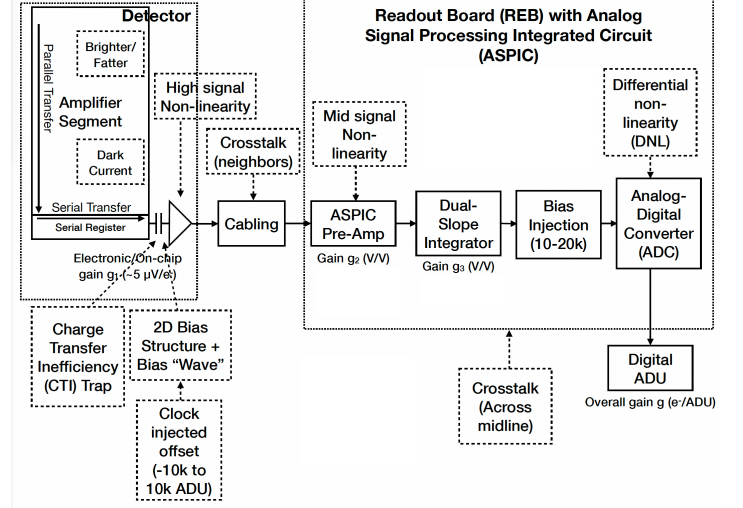 Detector
Brighter/
Fatter
Parallel Transfer
Amplifier
Segment
Dark
Current
Serial Transfer
Serial Register
High signal
Non-linearity
Crosstalk
(neighbors)
Cabling
Electronic/On-chip
gain g₁ (~5 μV/e-)
Charge
Transfer
Inefficiency
(CTI) Trap
2D Bias
Structure +
Bias “Wave”
Clock
injected
offset
(-10k to
10k ADU)
Readout Board (REB) with Analog
Signal Processing Integrated Circuit
(ASPIC)
Mid signal
Non-
linearity
ASPIC
Pre-Amp
Gain g₂ (V/V)
Dual-
Slope
Integrator
Gain g₃ (V/V)
Bias
Injection
(10-20k)
Differential
non-
linearity
(DNL)
Analog-
Digital
Converter
(ADC)
Crosstalk
(Across
midline)
Digital
ADU
Overall gain g (e⁻/ADU)